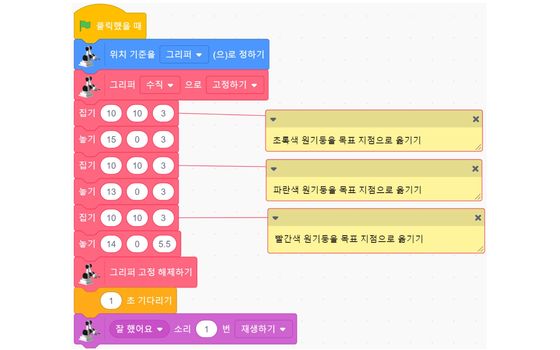 클릭했을 때
위치 기준을 그리퍼 (으)로 정하기
그리퍼 수직 으로 고정하기
집기 10 10 3
초록색 원기둥을 목표 지점으로 옮기기
놓기 15 0 3
집기 10 10 3
파란색 원기둥을 목표 지점으로 옮기기
놓기 13 0 3
집기 10 10 3
빨간색 원기둥을 목표 지점으로 옮기기
놓기 14 0 5.5
그리퍼 고정 해제하기
1 초 기다리기
잘 했어요 소리 1 번 재생하기